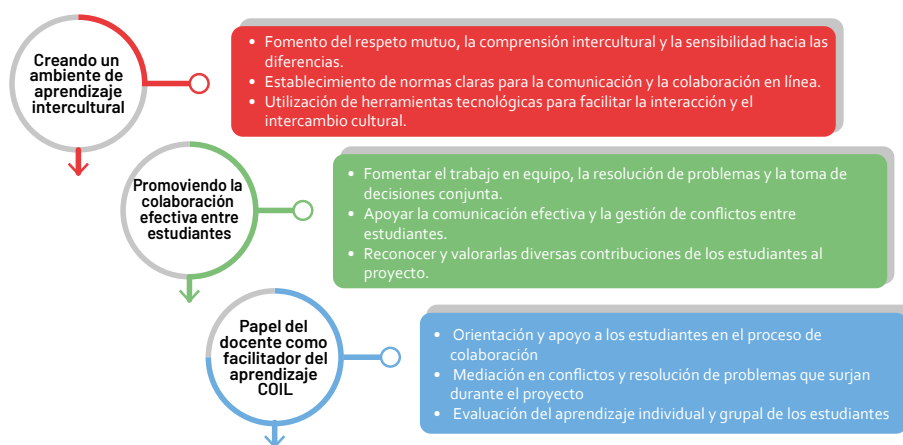 Creando un
ambiente de
aprendizaje
intercultural
• Fomento del respeto mutuo, la comprensión intercultural y la sensibilidad hacia las
diferencias.
• Establecimiento de normas claras para la comunicación y la colaboración en línea.
• Utilización de herramientas tecnológicas para facilitar la interacción y el
intercambio cultural.
Promoviendo la
colaboración
efectiva entre
estudiantes
• Fomentar el trabajo en equipo, la resolución de problemas y la toma de
decisiones conjunta.
• Apoyar la comunicación efectiva y la gestión de conflictos entre
estudiantes.
• Reconocer y valorarlas diversas contribuciones de los estudiantes al
proyecto.
Papel del
docente como
facilitador del
aprendizaje
COIL
• Orientación y apoyo a los estudiantes en el proceso de
colaboración
• Mediación en conflictos y resolución de problemas que surjan
durante el proyecto
• Evaluación del aprendizaje individual y grupal de los estudiantes